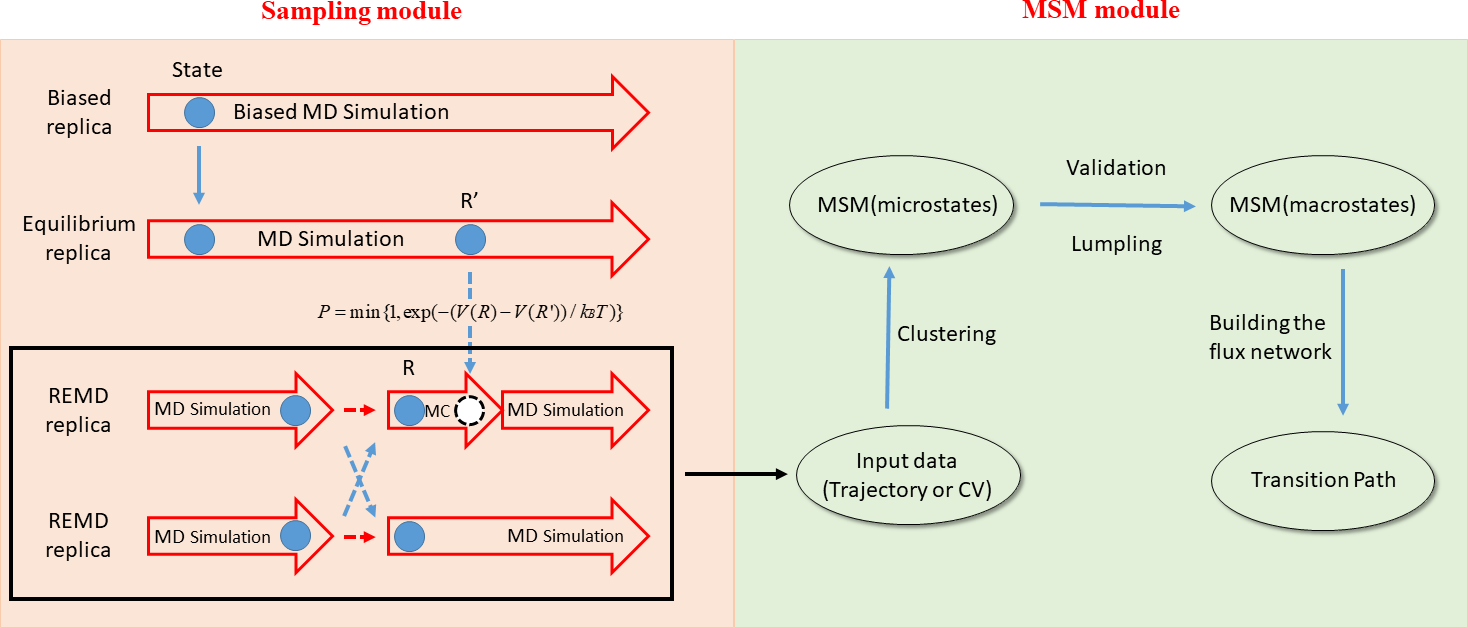 Sampling module
MSM module
State
Biased
replica
Biased MD Simulation
R’
Equilibrium
replica
MD Simulation
P = min{1,exp(−(V(R)−V(R'))/kBT)}
R
REMD
replica
MD Simulation
MC
MD Simulation
REMD
replica
MD Simulation
MD Simulation
MSM(microstates)
Validation
Lumpling
MSM(macrostates)
Clustering
Building the
flux network
Input data
(Trajectory or CV)
Transition Path